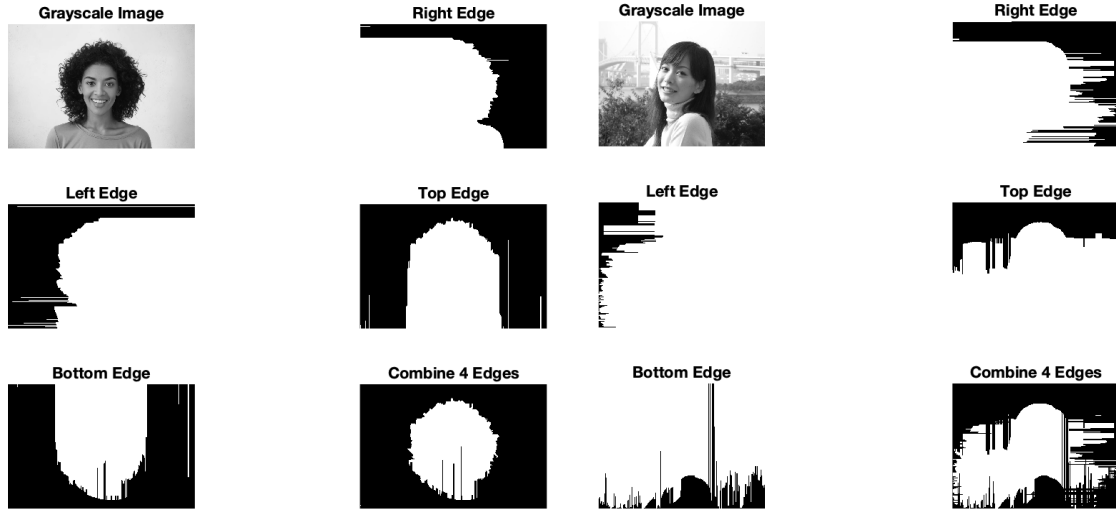 Grayscale Image
Right Edge
Grayscale Image
Right Edge
Left Edge
Top Edge
Left Edge
Top Edge
Bottom Edge
Combine 4 Edges
Bottom Edge
Combine 4 Edges